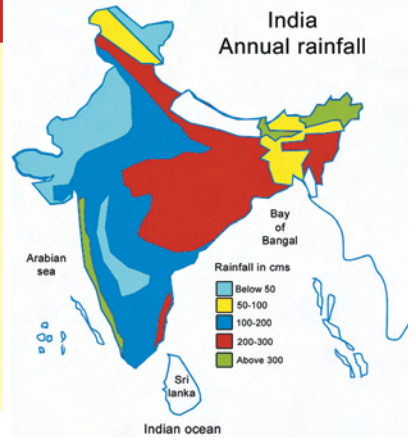 India
Annual rainfall
Bay
of
Bangal
Arabian
sea
Rainfall in cms
Below 50
50-100
100-200
200-300
Above 300
Sri
lanka
Indian ocean